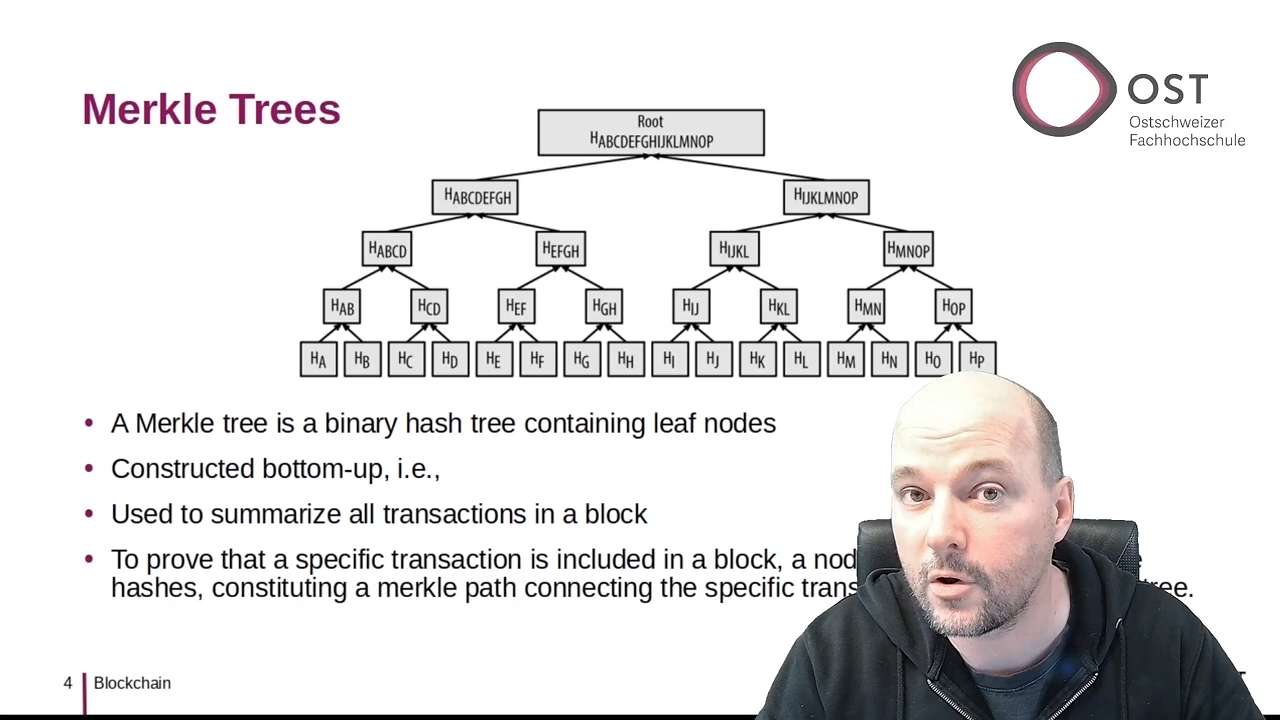 OST
Ostschweizer
Fachhochschule
Merkle Trees
Root
HABCDEFGHIJKLMNOP
HABCDEFGH HIJKLMNOP
HABCD HEFGH HIJKL HMNOP
HAB HCD HEF HGH HIJ HKL HMN HOP
HA HB HC HD HE HF HG HH HI HJ HK HL HM HN HO HP
• A Merkle tree is a binary hash tree containing leaf nodes
• Constructed bottom-up, i.e.,
• Used to summarize all transactions in a block
• To prove that a specific transaction is included in a block, a
hashes, constituting a merkle path connecting the specific
4 Blockchain